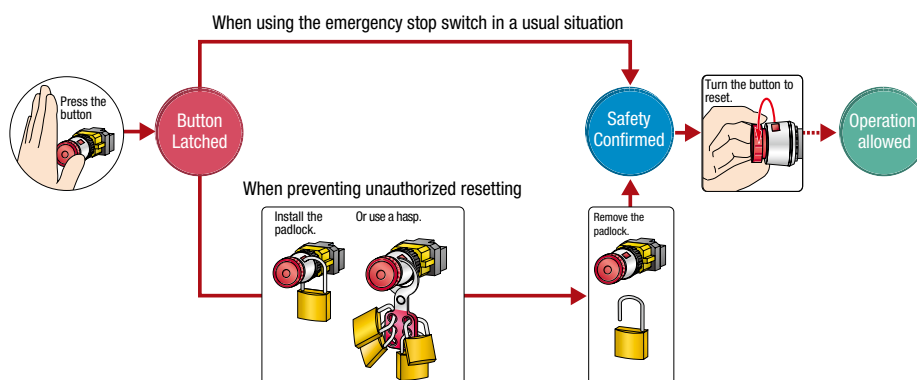 When using the emergency stop switch in a usual situation
Press the
button
Button
Latched
Safety
Confirmed
Turn the button to
reset.
Operation
allowed
When preventing unauthorized resetting
Install the
padlock.
Or use a hasp.
Remove the
padlock.